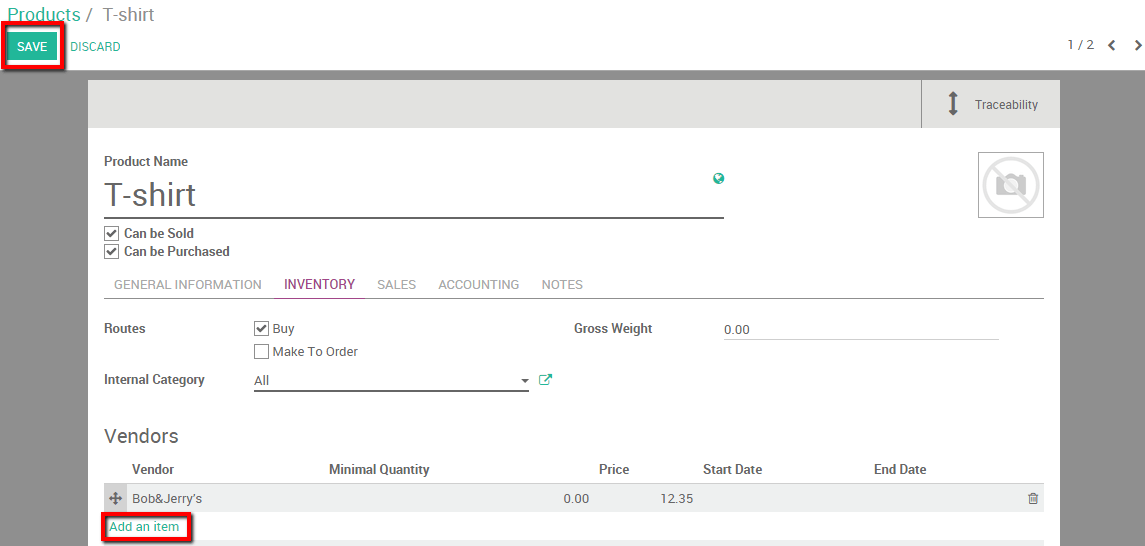 Products / T-shirt
SAVE DISCARD 1 / 2
Traceability
Product Name
T-shirt
Can be Sold
Can be Purchased
GENERAL INFORMATION INVENTORY SALES ACCOUNTING NOTES
Routes Buy Gross Weight 0.00
Make To Order
Internal Category All
Vendors
Vendor Minimal Quantity Price Start Date End Date
Bob&Jerry's 0.00 12.35
Add an item